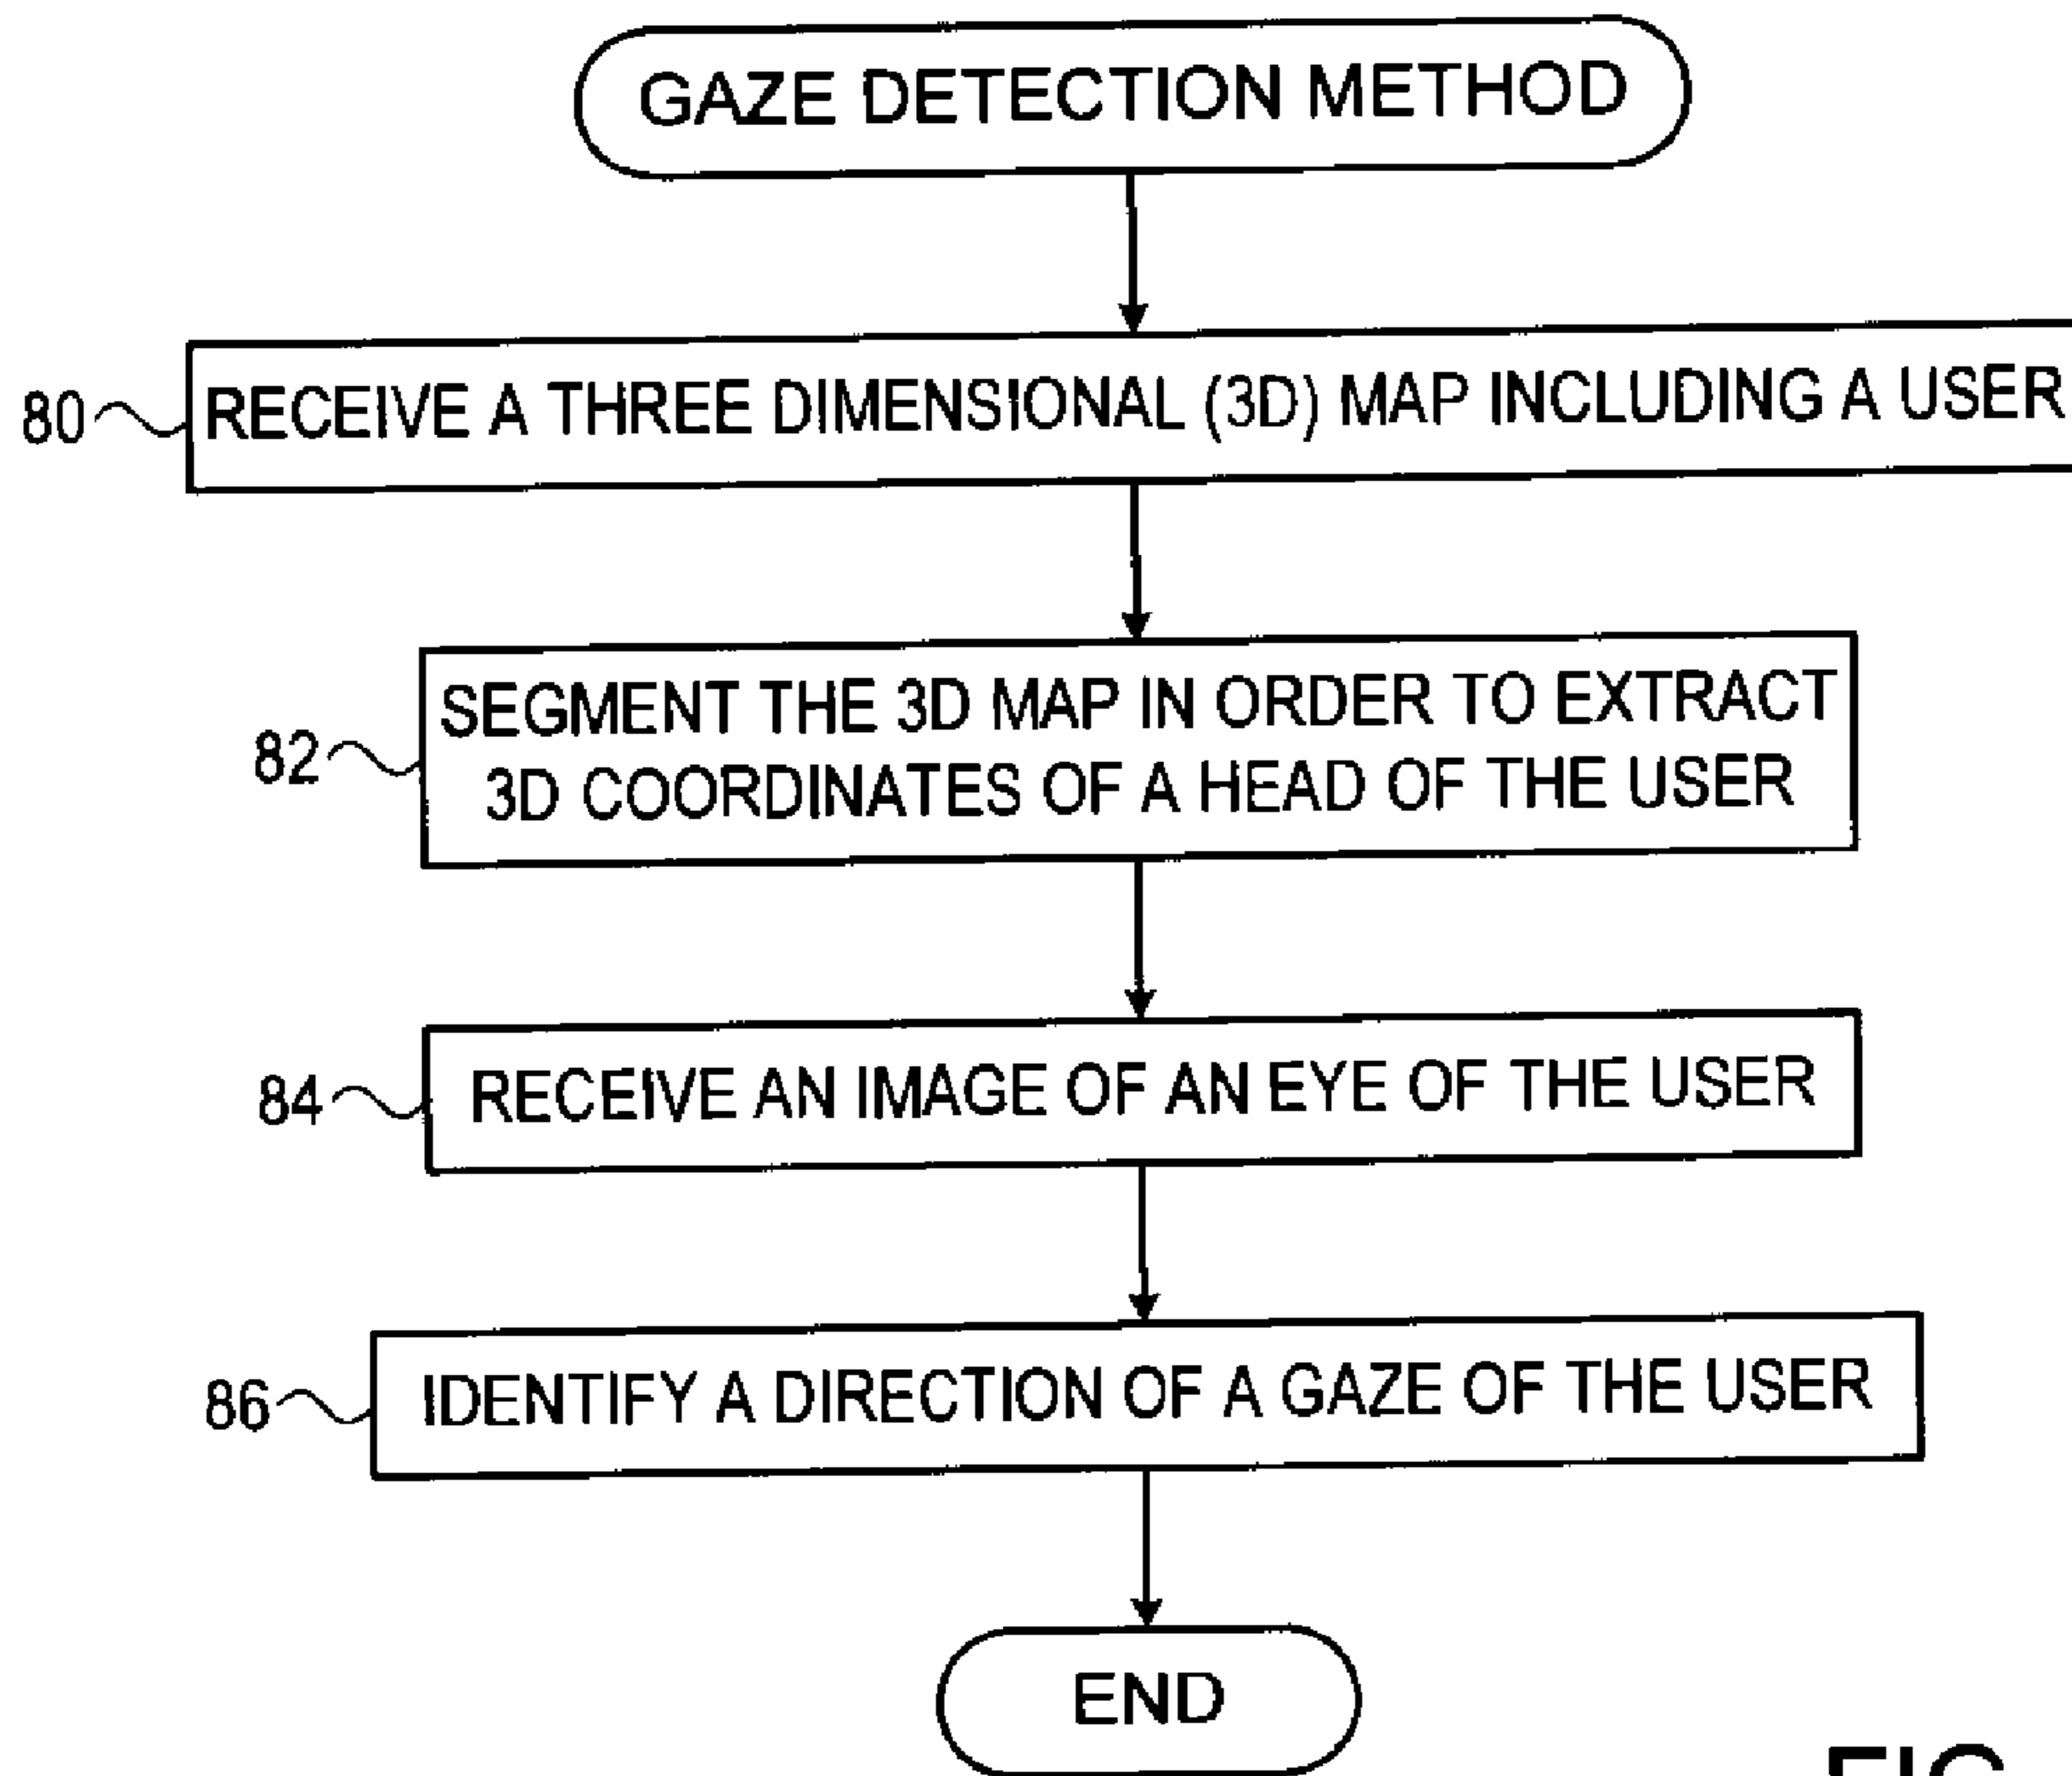 GAZE DETECTION METHOD
80 RECEIVE A THREE DIMENSIONAL (3D) MAP INCLUDING A USER
SEGMENT THE 3D MAP IN ORDER TO EXTRACT
82 3D COORDINATES OF A HEAD OF THE USER
84 RECEIVE AN IMAGE OF AN EYE OF THE USER
86 IDENTIFY A DIRECTION OF A GAZE OF THE USER
END
FIG